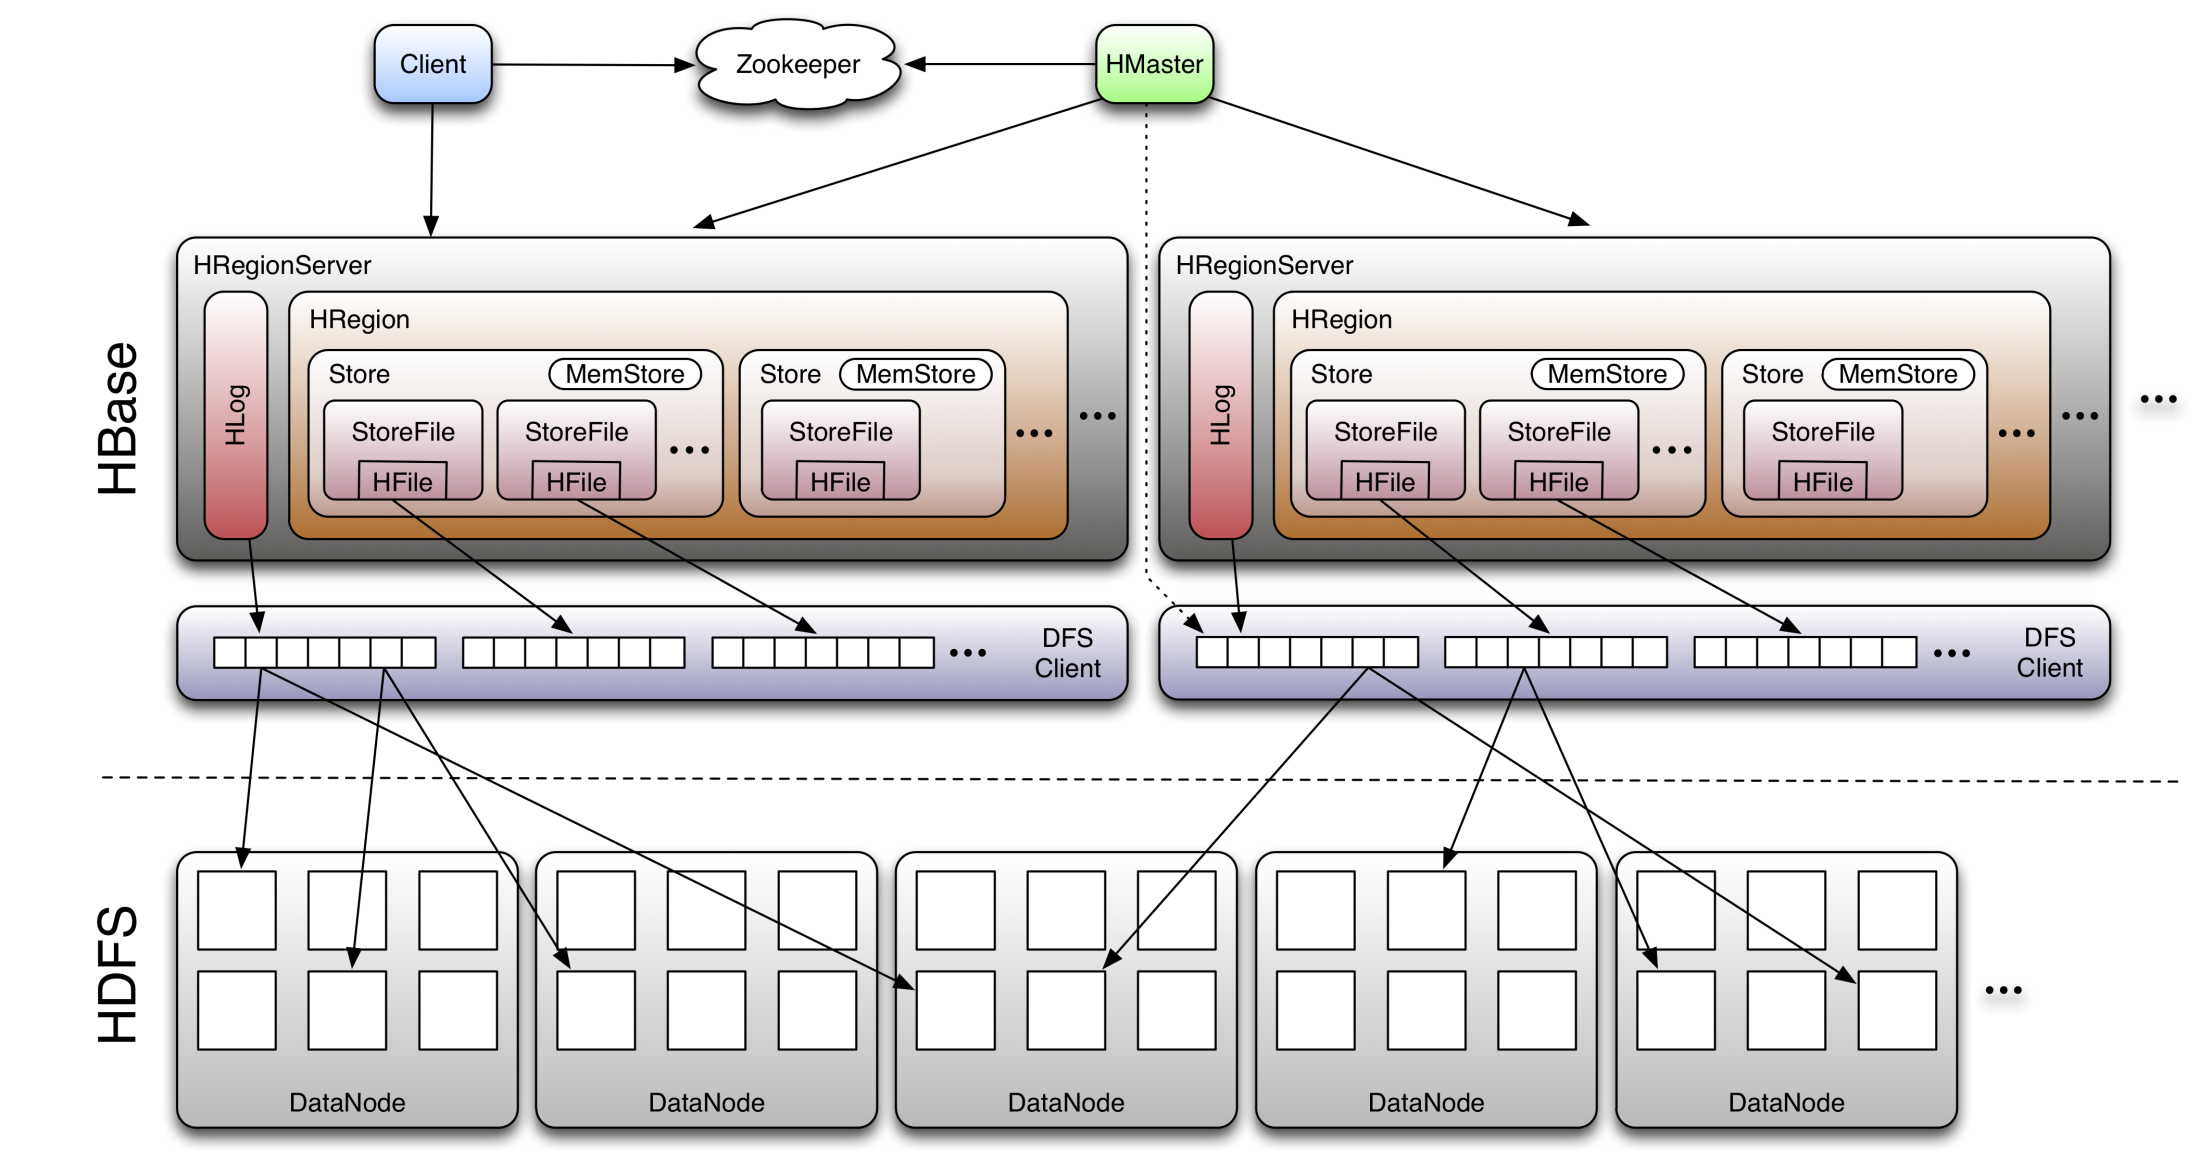 Client
Zookeeper
HMaster
HBase
HRegionServer
HLog
HRegion
Store
MemStore
StoreFile
HFile
StoreFile
HFile
...
Store
MemStore
StoreFile
HFile
...
...
HRegionServer
HLog
HRegion
Store
MemStore
StoreFile
HFile
StoreFile
HFile
...
Store
MemStore
StoreFile
HFile
...
...
...
...
DFS
Client
...
DFS
Client
HDFS
DataNode
DataNode
DataNode
DataNode
DataNode
...